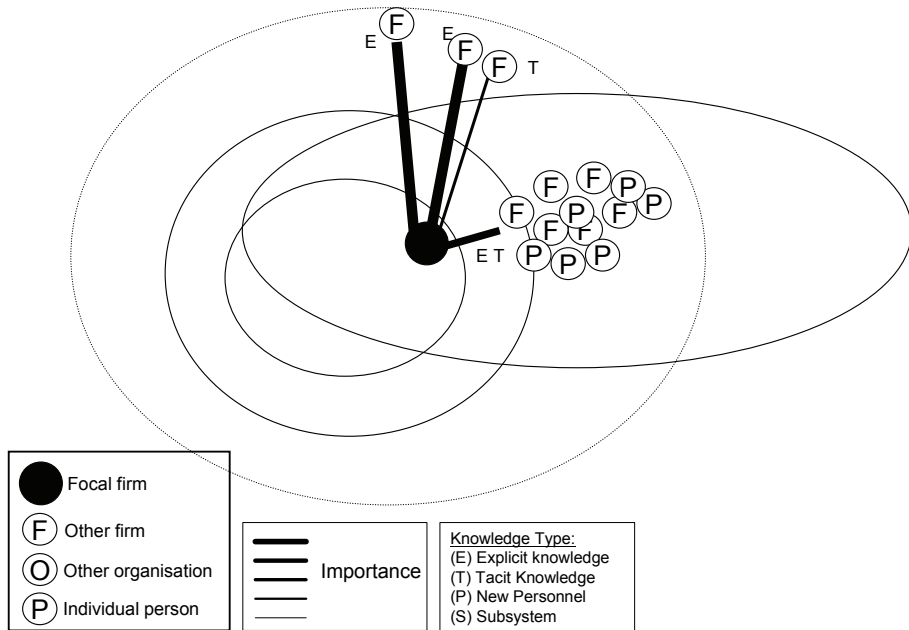 F
E
E
F
F
T
F
F
P
F
P
P
F
F
F
E T
P
P
P
Focal firm
F Other firm
O Other organisation
P Individual person
Importance
Knowledge Type:
(E) Explicit knowledge
(T) Tacit Knowledge
(P) New Personnel
(S) Subsystem